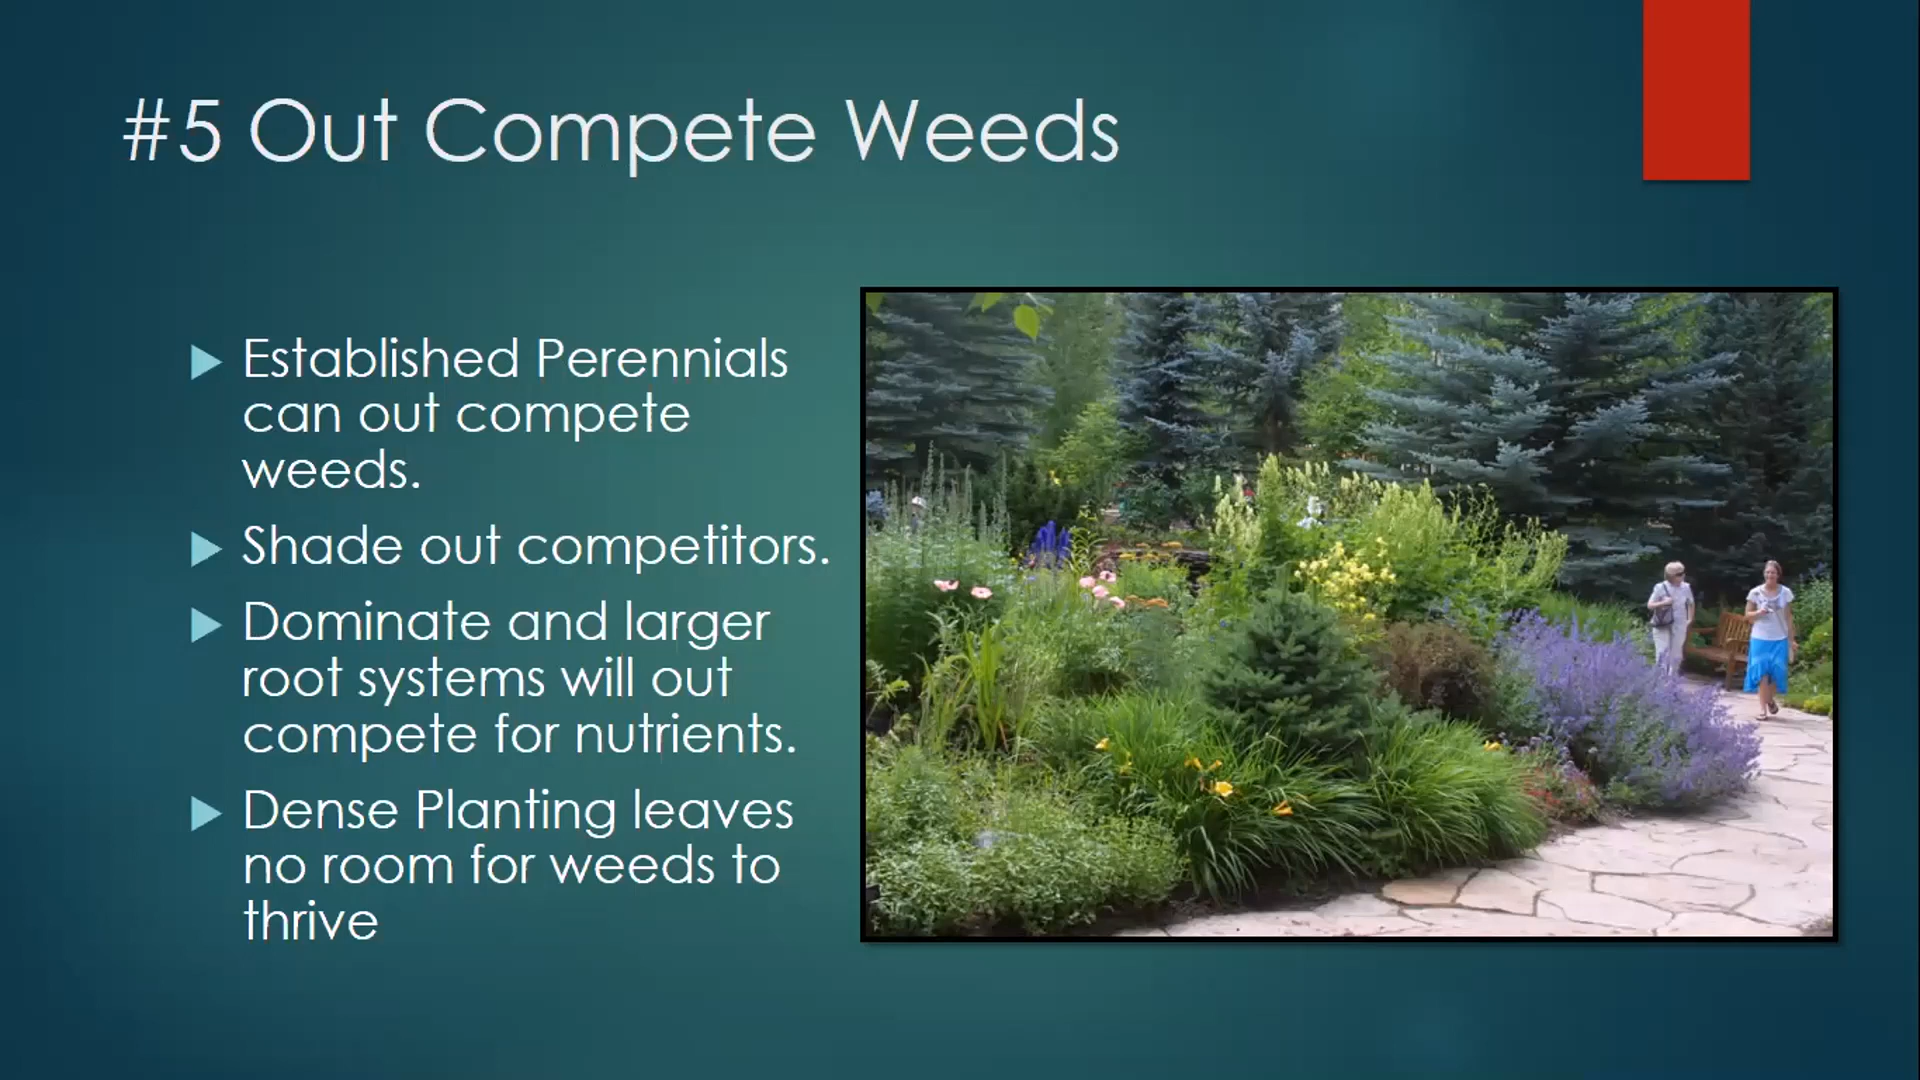 #5 Out Compete Weeds
Established Perennials
can out compete
weeds.
Shade out competitors.
Dominate and larger
root systems will out
compete for nutrients.
Dense Planting leaves
no room for weeds to
thrive